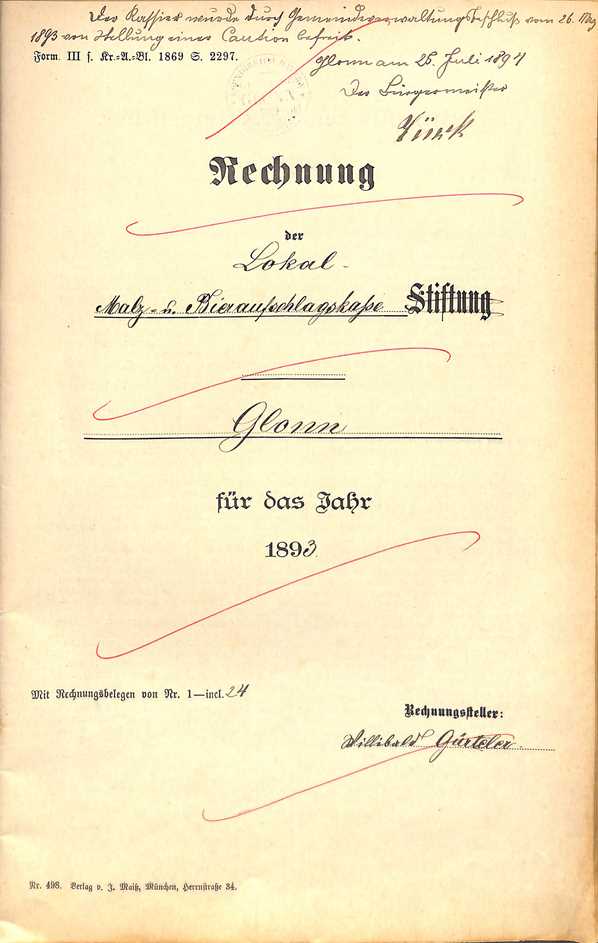 Der Kassier wurde durch Gemeindeverwaltungsbeschluß vom 26. May
1893 von Stellung einer Caution befreit.
Form. III s. Kr.-A.-Bl. 1869 S. 2297.
Glonn am 25. Juli 1894
Der Bürgermeister
Rechnung
der
Lokal-
Malz- u. Bieraufschlagskasse Stiftung
Glonn
für das Jahr
1893
Mit Rechnungsbelegen von Nr. 1—incl. 24
Rechnungssteller:
Willibald Gürteler
Nr. 498. Verlag v. J. Maiß, München, Herrnstraße 34.